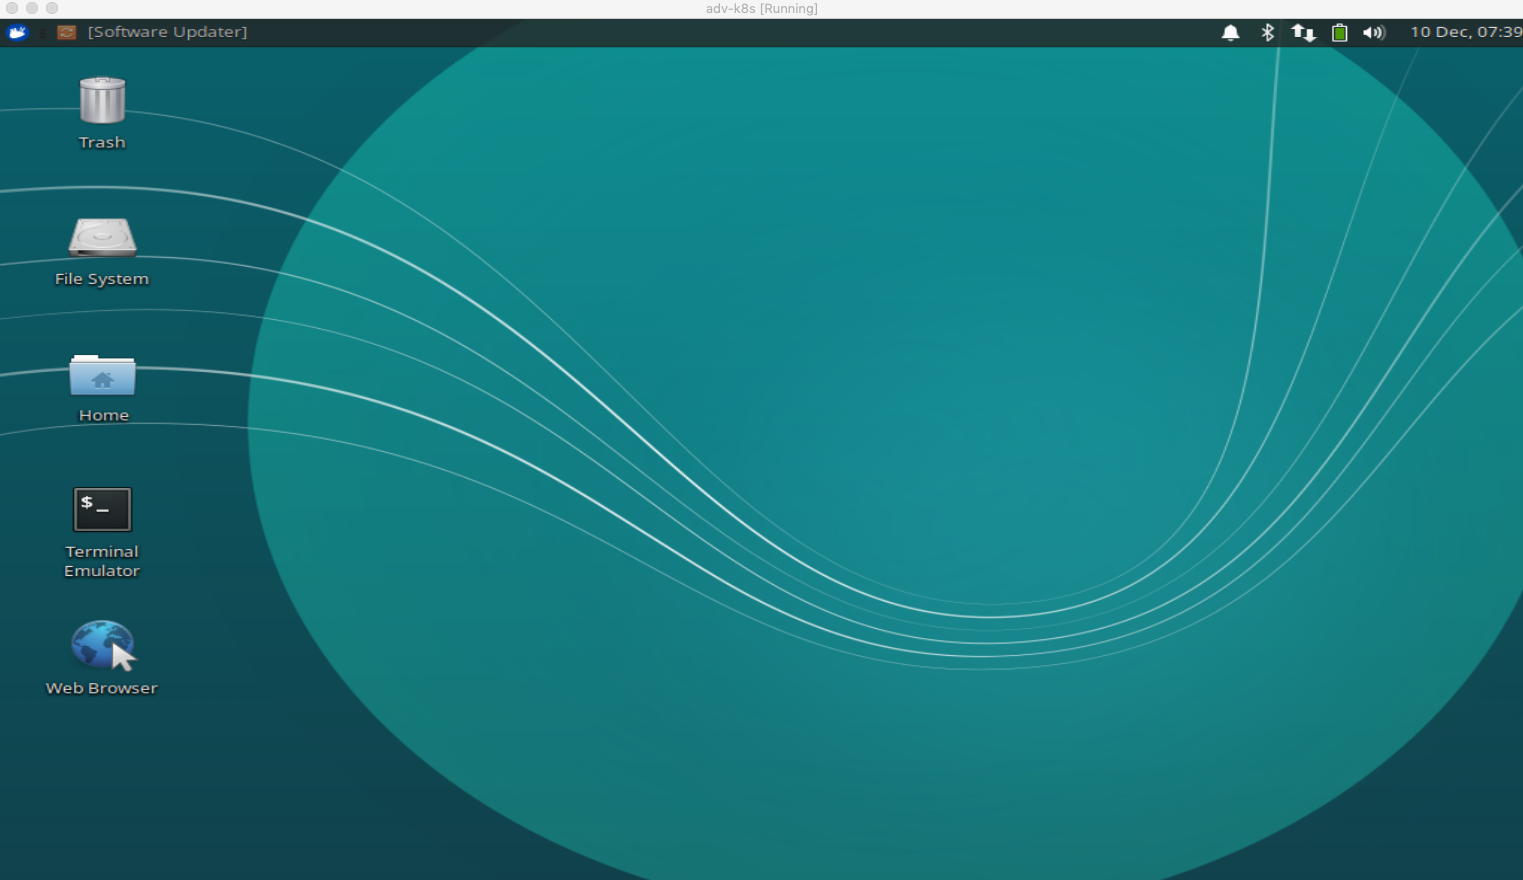 adv-k8s [Running]
[Software Updater]
10 Dec, 07:39
Trash
File System
Home
$_
Terminal
Emulator
Web Browser